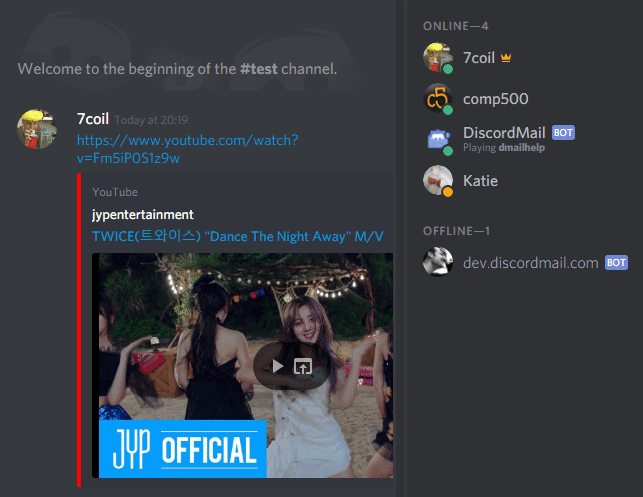 Welcome to the beginning of the #test channel.
7coil Today at 20:19
https://www.youtube.com/watch?
v=Fm5iP0S1z9w
YouTube
jypentertainment
TWICE(트와이스) "Dance The Night Away" M/V
JYP OFFICIAL
ONLINE—4
7coil
comp500
DiscordMail BOT
Playing dmailhelp
Katie
OFFLINE—1
dev.discordmail.com BOT